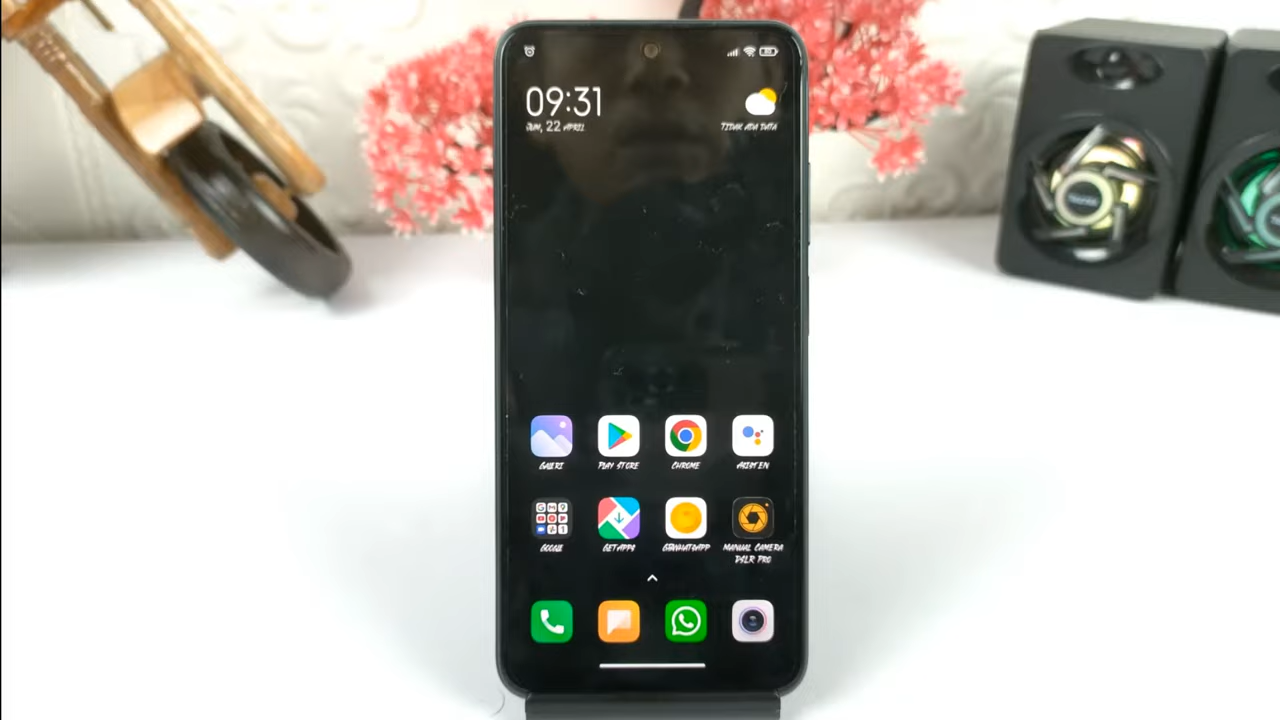 09:31
JUM, 22 APRIL
TIDAK ADA DATA
GALERI
PLAY STORE
CHROME
ASISTEN
GOOGLE
GETAPPS
GBWHATSAPP
MANUAL CAMERA
DSLR PRO